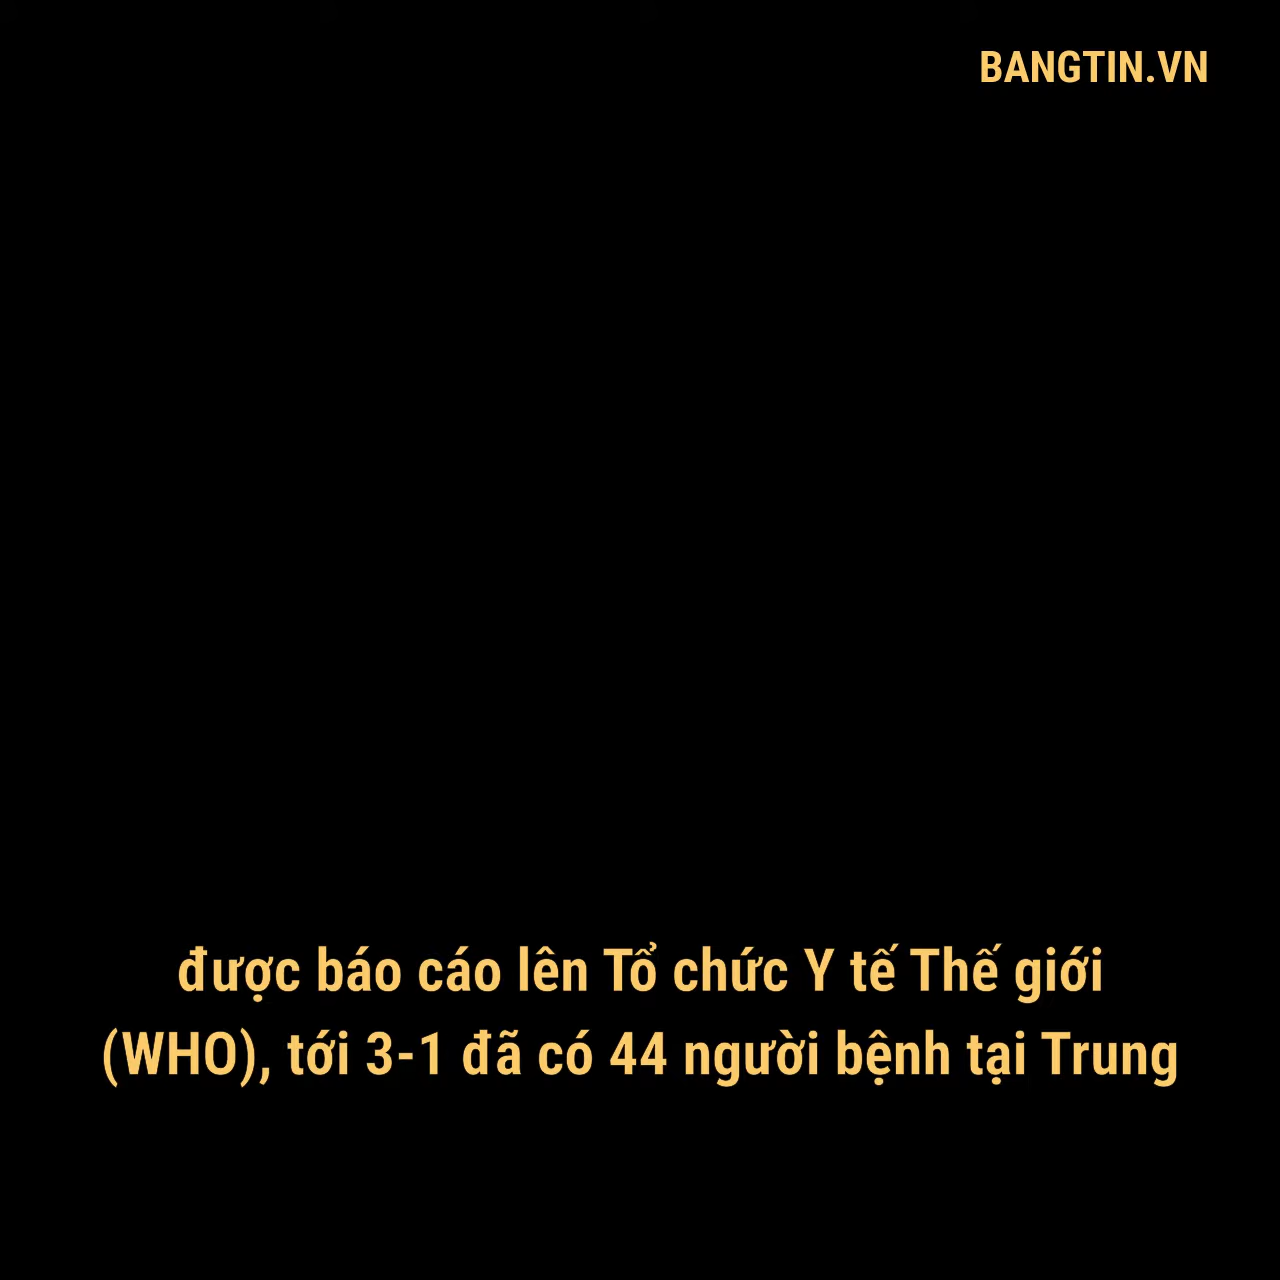 BANGTIN.VN
được báo cáo lên Tổ chức Y tế Thế giới
(WHO), tới 3-1 đã có 44 người bệnh tại Trung